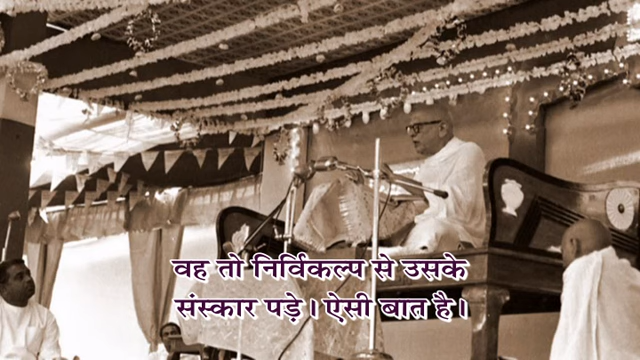 वह तो निर्विकल्प से उसके
संस्कार पड़े। ऐसी बात है।